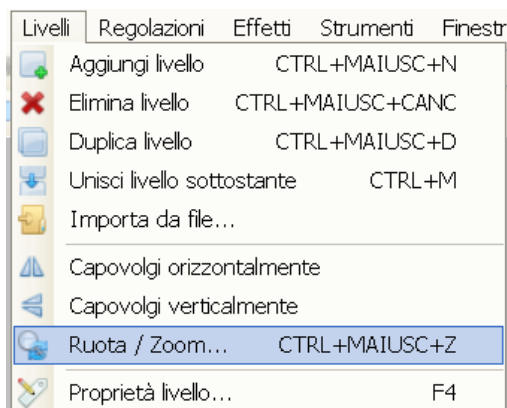 Livelli Regolazioni Effetti Strumenti Finestr
Aggiungi livello CTRL+MAIUSC+N
Elimina livello CTRL+MAIUSC+CANC
Duplica livello CTRL+MAIUSC+D
Unisci livello sottostante CTRL+M
Importa da file...
Capovolgi orizzontalmente
Capovolgi verticalmente
Ruota / Zoom... CTRL+MAIUSC+Z
Proprietà livello... F4